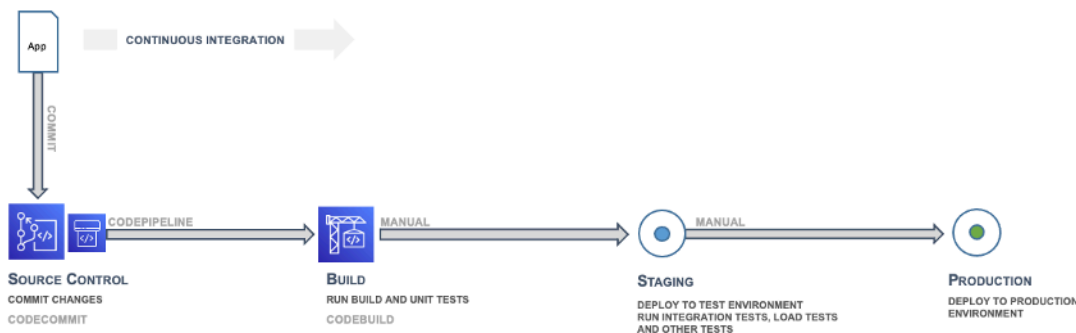 App
CONTINUOUS INTEGRATION
COMMIT
CODEPIPELINE
MANUAL
MANUAL
SOURCE CONTROL
COMMIT CHANGES
CODECOMMIT
BUILD
RUN BUILD AND UNIT TESTS
CODEBUILD
STAGING
DEPLOY TO TEST ENVIRONMENT
RUN INTEGRATION TESTS, LOAD TESTS
AND OTHER TESTS
PRODUCTION
DEPLOY TO PRODUCTION
ENVIRONMENT